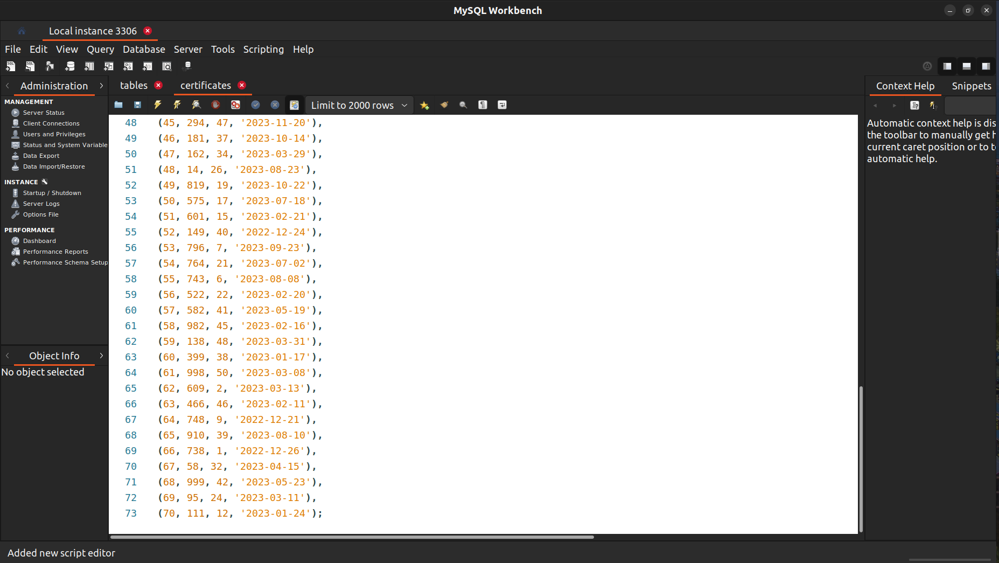 MySQL Workbench
Local instance 3306
File Edit View Query Database Server Tools Scripting Help
Administration
tables
certificates
Context Help
Snippets
MANAGEMENT
Server Status
Client Connections
Users and Privileges
Status and System Variable
Data Export
Data Import/Restore
INSTANCE
Startup / Shutdown
Server Logs
Options File
PERFORMANCE
Dashboard
Performance Reports
Performance Schema Setup
Object Info
No object selected
Limit to 2000 rows
48 (45, 294, 47, '2023-11-20'),
49 (46, 181, 37, '2023-10-14'),
50 (47, 162, 34, '2023-03-29'),
51 (48, 14, 26, '2023-08-23'),
52 (49, 819, 19, '2023-10-22'),
53 (50, 575, 17, '2023-07-18'),
54 (51, 601, 15, '2023-02-21'),
55 (52, 149, 40, '2022-12-24'),
56 (53, 796, 7, '2023-09-23'),
57 (54, 764, 21, '2023-07-02'),
58 (55, 743, 6, '2023-08-08'),
59 (56, 522, 22, '2023-02-20'),
60 (57, 582, 41, '2023-05-19'),
61 (58, 982, 45, '2023-02-16'),
62 (59, 138, 48, '2023-03-31'),
63 (60, 399, 38, '2023-01-17'),
64 (61, 998, 50, '2023-03-08'),
65 (62, 609, 2, '2023-03-13'),
66 (63, 466, 46, '2023-02-11'),
67 (64, 748, 9, '2022-12-21'),
68 (65, 910, 39, '2023-08-10'),
69 (66, 738, 1, '2022-12-26'),
70 (67, 58, 32, '2023-04-15'),
71 (68, 999, 42, '2023-05-23'),
72 (69, 95, 24, '2023-03-11'),
73 (70, 111, 12, '2023-01-24');
Automatic context help is dis
the toolbar to manually get
current caret position or to
automatic help.
Added new script editor